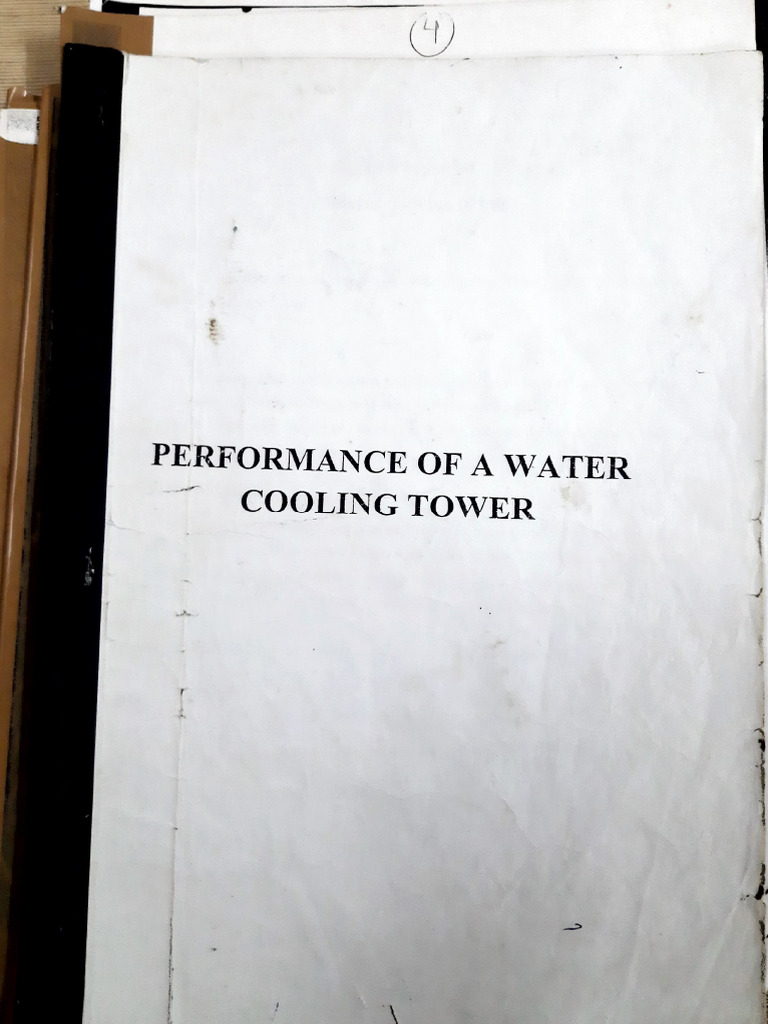 4
PERFORMANCE OF A WATER
COOLING TOWER